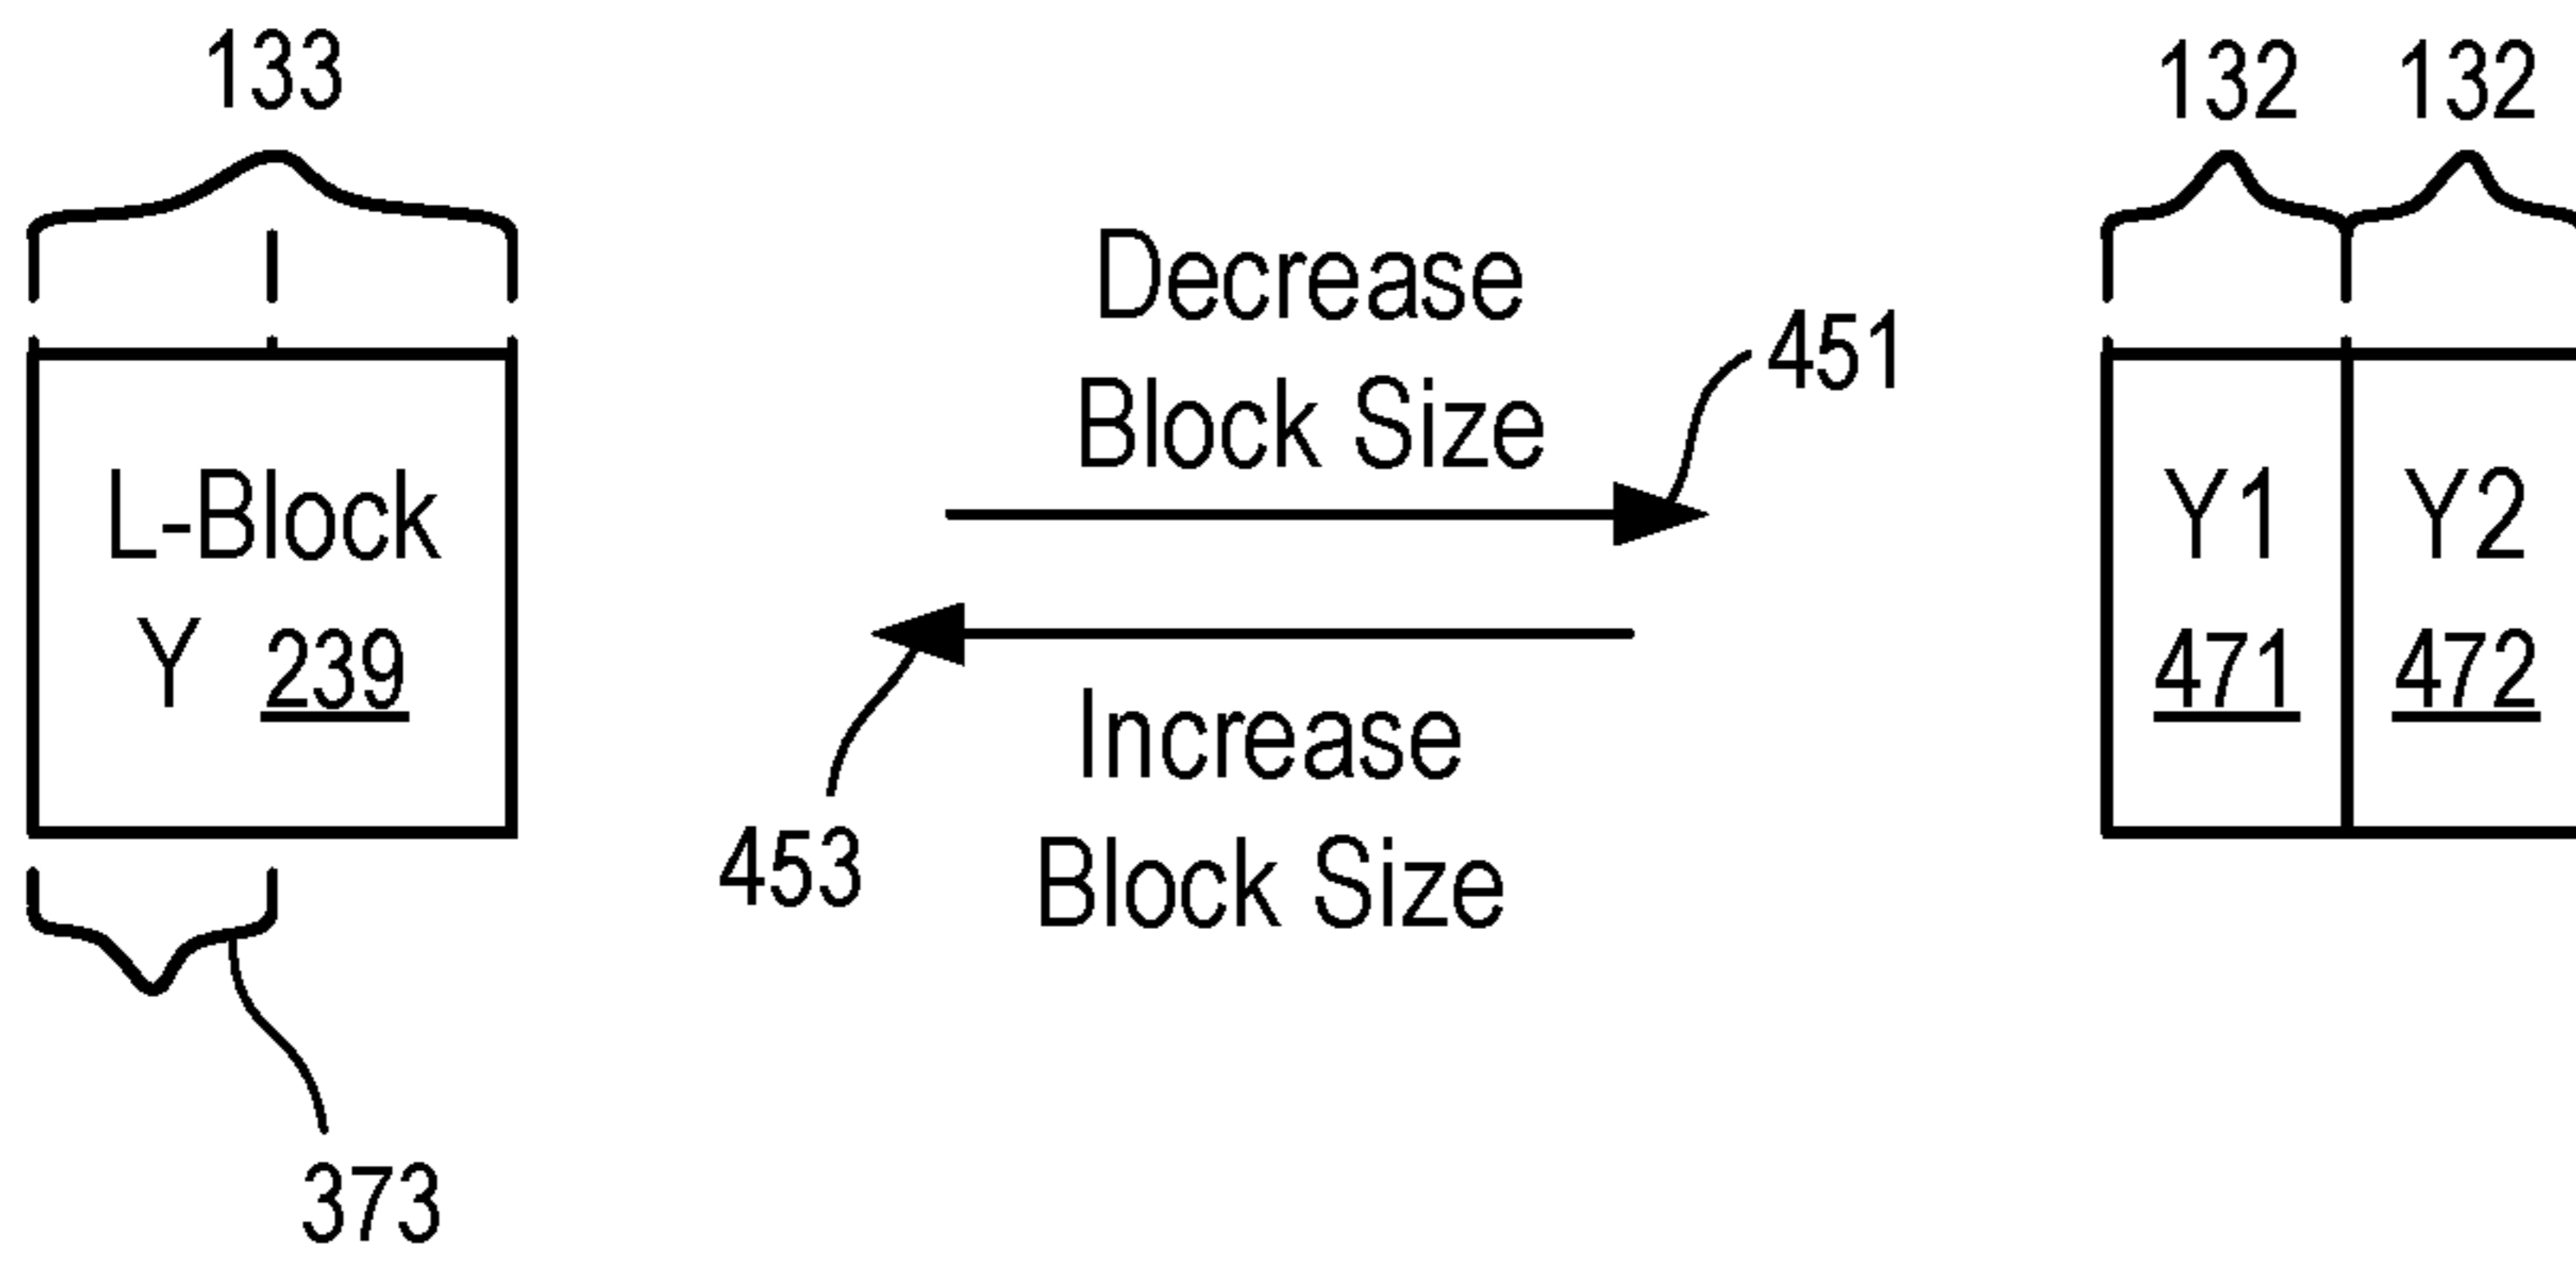 133
132 132
Decrease
Block Size
451
L-Block
Y 239
Y1 Y2
471 472
Increase
Block Size
453
373